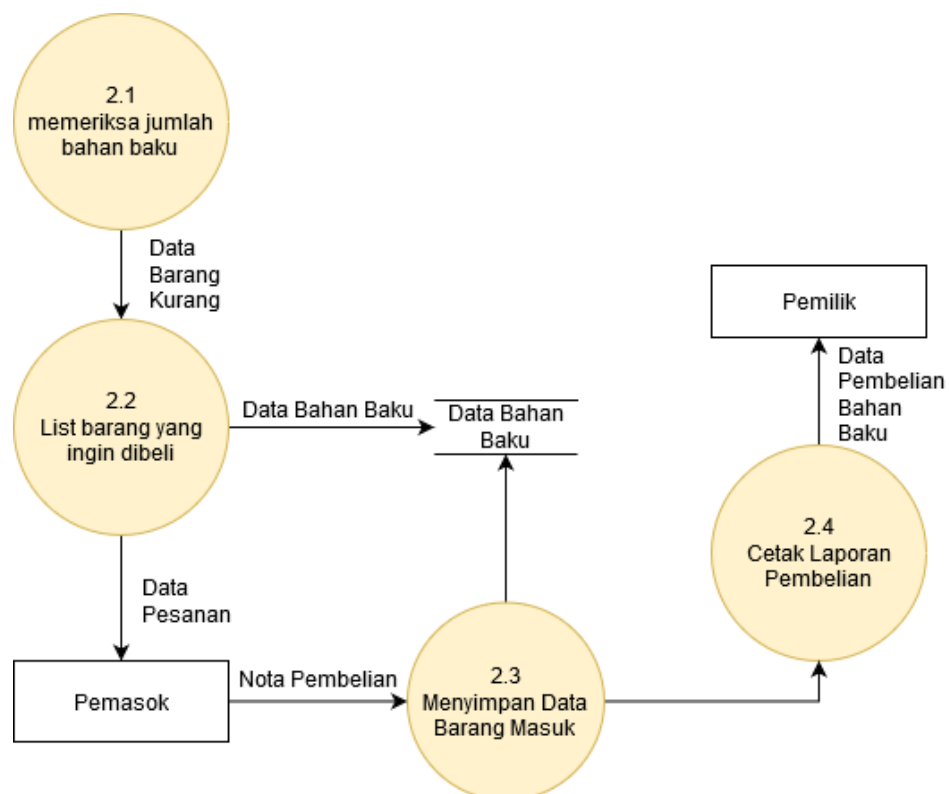 2.1
memeriksa jumlah
bahan baku
Data
Barang
Kurang
2.2
List barang yang
ingin dibeli
Data Bahan Baku
Data Bahan
Baku
Pemilik
Data
Pembelian
Bahan
Baku
2.4
Cetak Laporan
Pembelian
Data
Pesanan
Pemasok
Nota Pembelian
2.3
Menyimpan Data
Barang Masuk